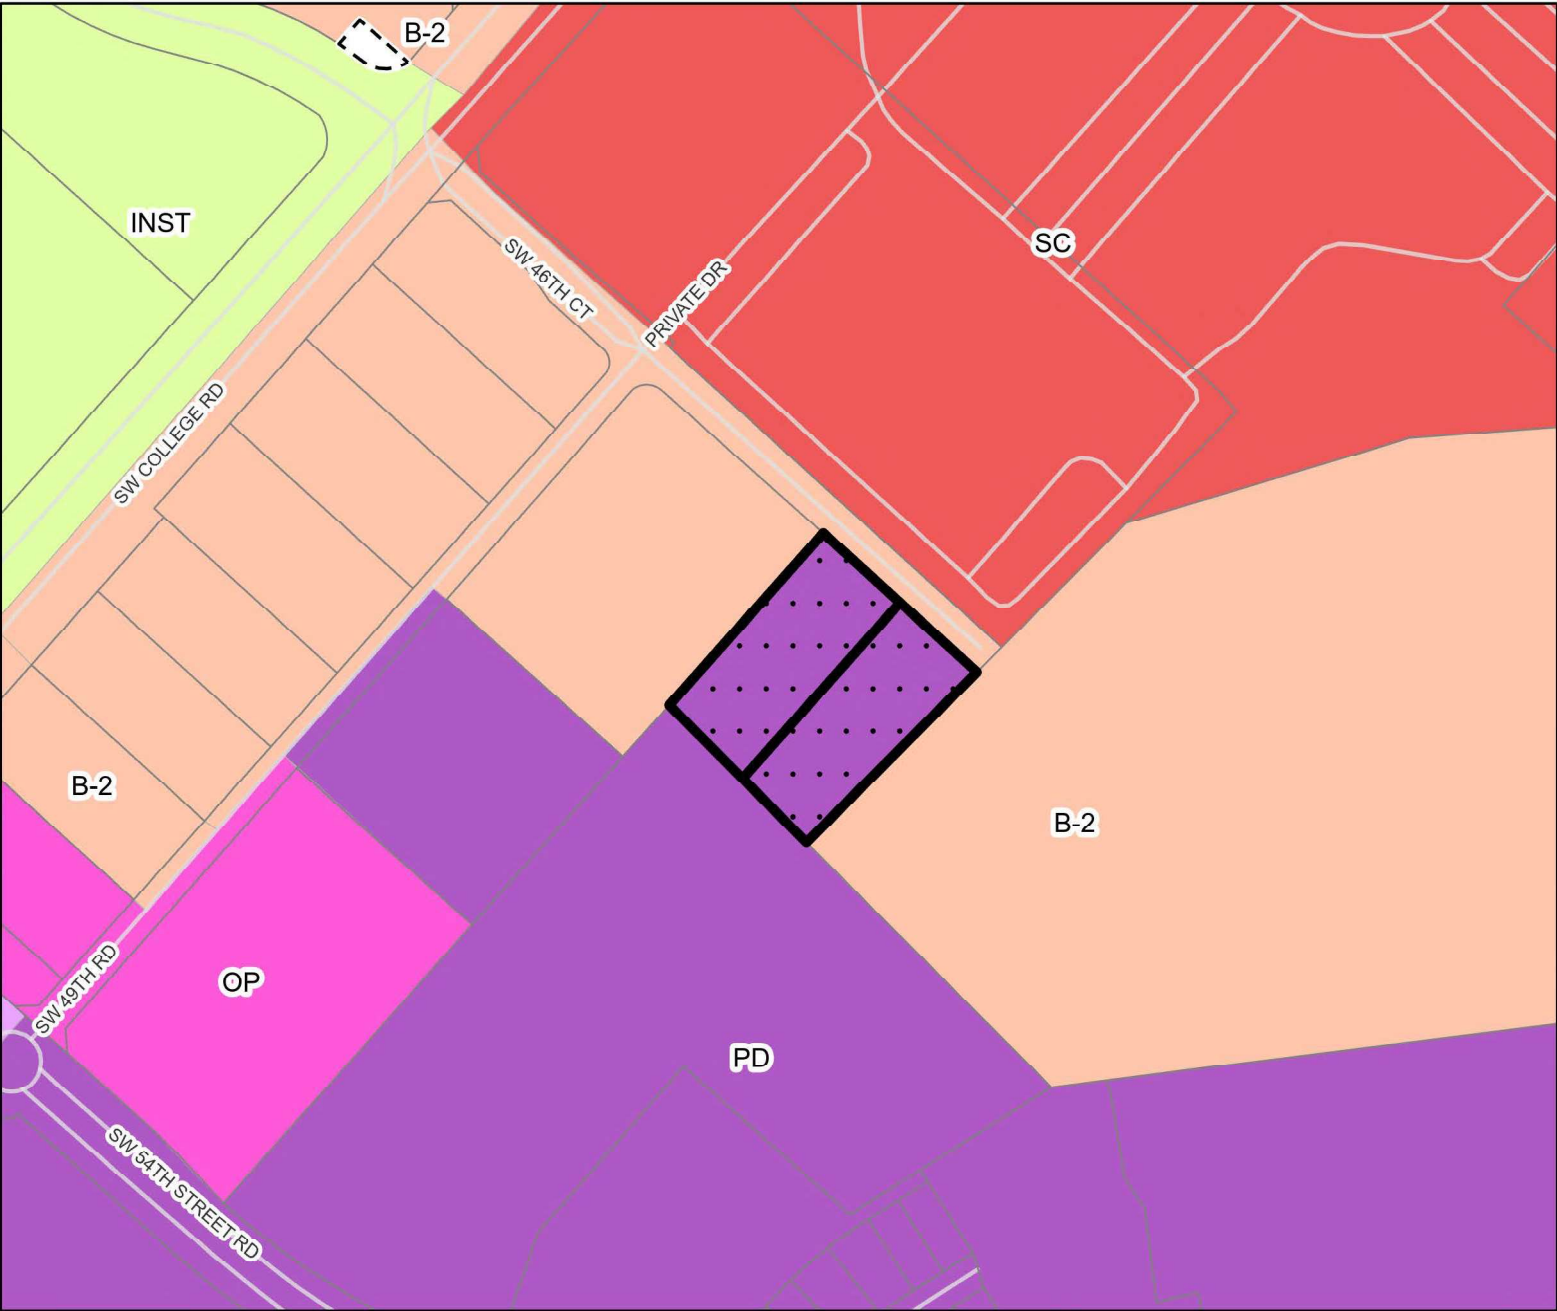 B-2
INST
SW 46TH CT
SC
PRIVATE DR
SW COLLEGE RD
B-2
B-2
OP
SW 49TH RD
PD
SW 54TH STREET RD